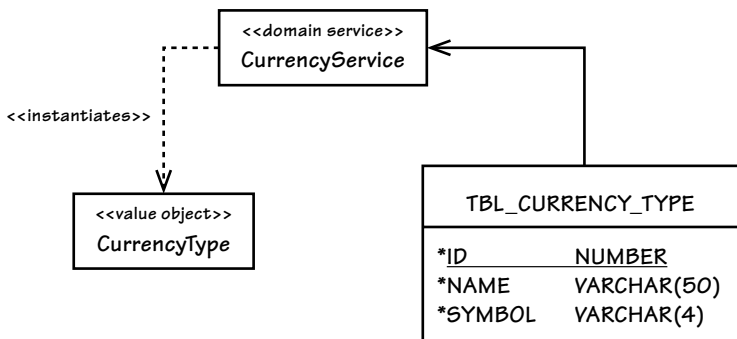 <<domain service>>
CurrencyService
<<instantiates>>
<<value object>>
CurrencyType
TBL_CURRENCY_TYPE
*ID NUMBER
*NAME VARCHAR(50)
*SYMBOL VARCHAR(4)